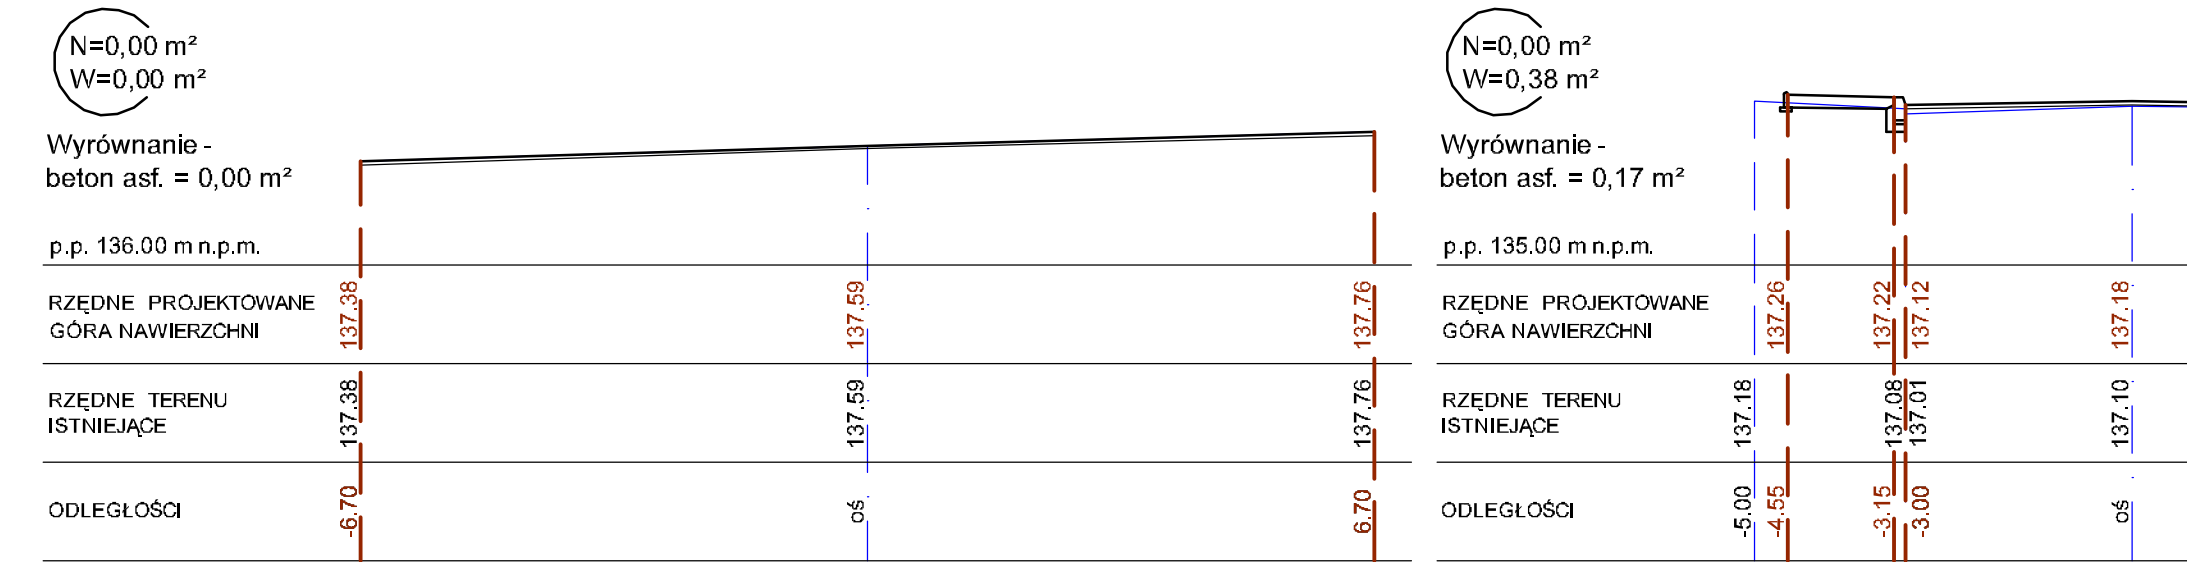 N=0,00 m²
W=0,00 m²
Wyrównanie -
beton asf. = 0,00 m²
p.p. 136.00 m n.p.m.
RZĘDNE PROJEKTOWANE
GÓRA NAWIERZCHNI
137.38
137.59
137.76
RZĘDNE TERENU
ISTNIEJĄCE
137.38
137.59
137.76
ODLEGŁOŚCI
-6.70
oś
6.70
N=0,00 m²
W=0,38 m²
Wyrównanie -
beton asf. = 0,17 m²
p.p. 135.00 m n.p.m.
RZĘDNE PROJEKTOWANE
GÓRA NAWIERZCHNI
137.26
137.22
137.12
137.18
RZĘDNE TERENU
ISTNIEJĄCE
137.18
137.08
137.01
137.10
ODLEGŁOŚCI
-5.00
-4.55
-3.15
-3.00
oś